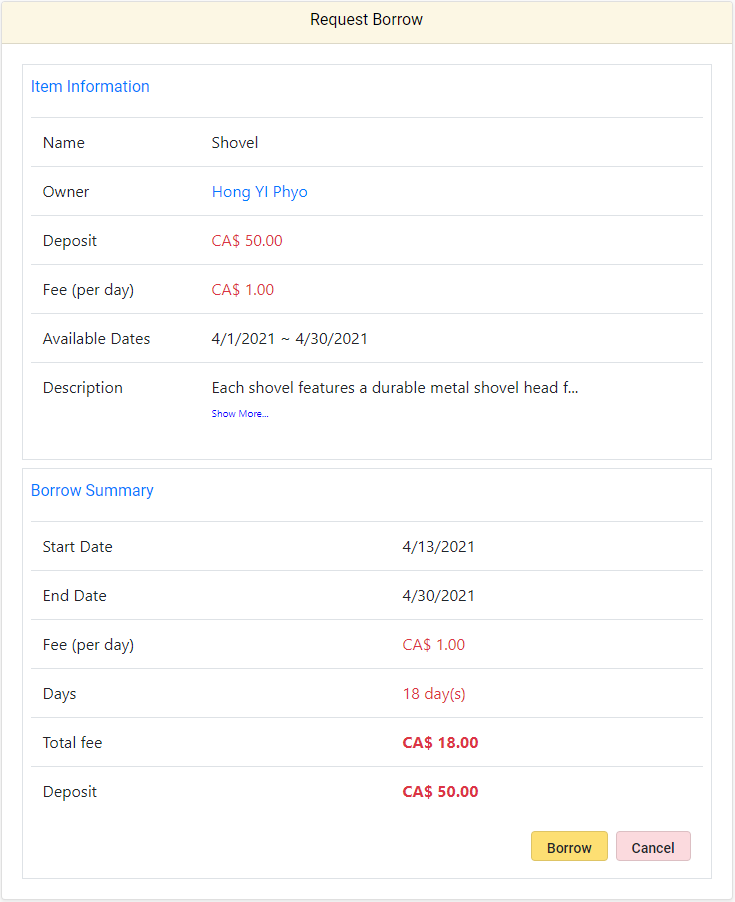 Request Borrow
Item Information
Name Shovel
Owner Hong YI Phyo
Deposit CA$ 50.00
Fee (per day) CA$ 1.00
Available Dates 4/1/2021 ~ 4/30/2021
Description Each shovel features a durable metal shovel head f...
Show More...
Borrow Summary
Start Date 4/13/2021
End Date 4/30/2021
Fee (per day) CA$ 1.00
Days 18 day(s)
Total fee CA$ 18.00
Deposit CA$ 50.00
Borrow Cancel